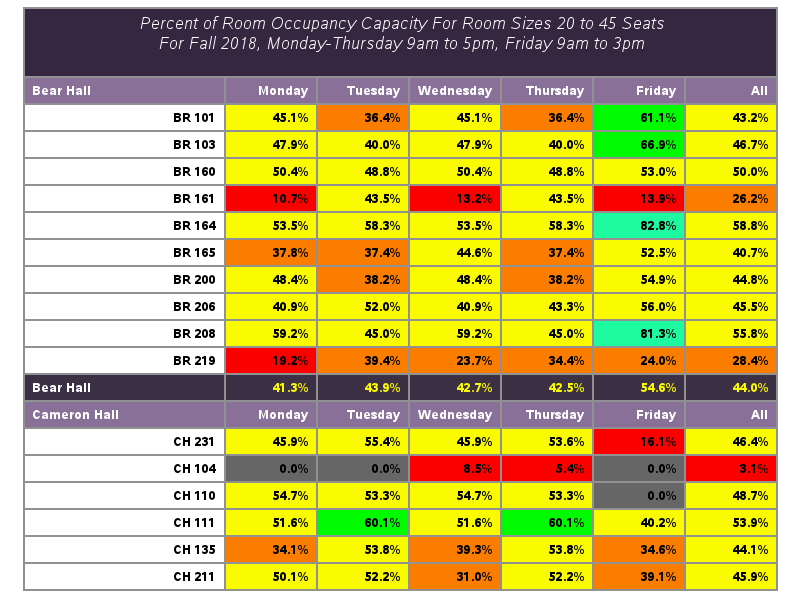 Percent of Room Occupancy Capacity For Room Sizes 20 to 45 Seats
For Fall 2018, Monday-Thursday 9am to 5pm, Friday 9am to 3pm
Bear Hall Monday Tuesday Wednesday Thursday Friday All
BR 101 45.1% 36.4% 45.1% 36.4% 61.1% 43.2%
BR 103 47.9% 40.0% 47.9% 40.0% 66.9% 46.7%
BR 160 50.4% 48.8% 50.4% 48.8% 53.0% 50.0%
BR 161 10.7% 43.5% 13.2% 43.5% 13.9% 26.2%
BR 164 53.5% 58.3% 53.5% 58.3% 82.8% 58.8%
BR 165 37.8% 37.4% 44.6% 37.4% 52.5% 40.7%
BR 200 48.4% 38.2% 48.4% 38.2% 54.9% 44.8%
BR 206 40.9% 52.0% 40.9% 43.3% 56.0% 45.5%
BR 208 59.2% 45.0% 59.2% 45.0% 81.3% 55.8%
BR 219 19.2% 39.4% 23.7% 34.4% 24.0% 28.4%
Bear Hall 41.3% 43.9% 42.7% 42.5% 54.6% 44.0%
Cameron Hall Monday Tuesday Wednesday Thursday Friday All
CH 231 45.9% 55.4% 45.9% 53.6% 16.1% 46.4%
CH 104 0.0% 0.0% 8.5% 5.4% 0.0% 3.1%
CH 110 54.7% 53.3% 54.7% 53.3% 0.0% 48.7%
CH 111 51.6% 60.1% 51.6% 60.1% 40.2% 53.9%
CH 135 34.1% 53.8% 39.3% 53.8% 34.6% 44.1%
CH 211 50.1% 52.2% 31.0% 52.2% 39.1% 45.9%